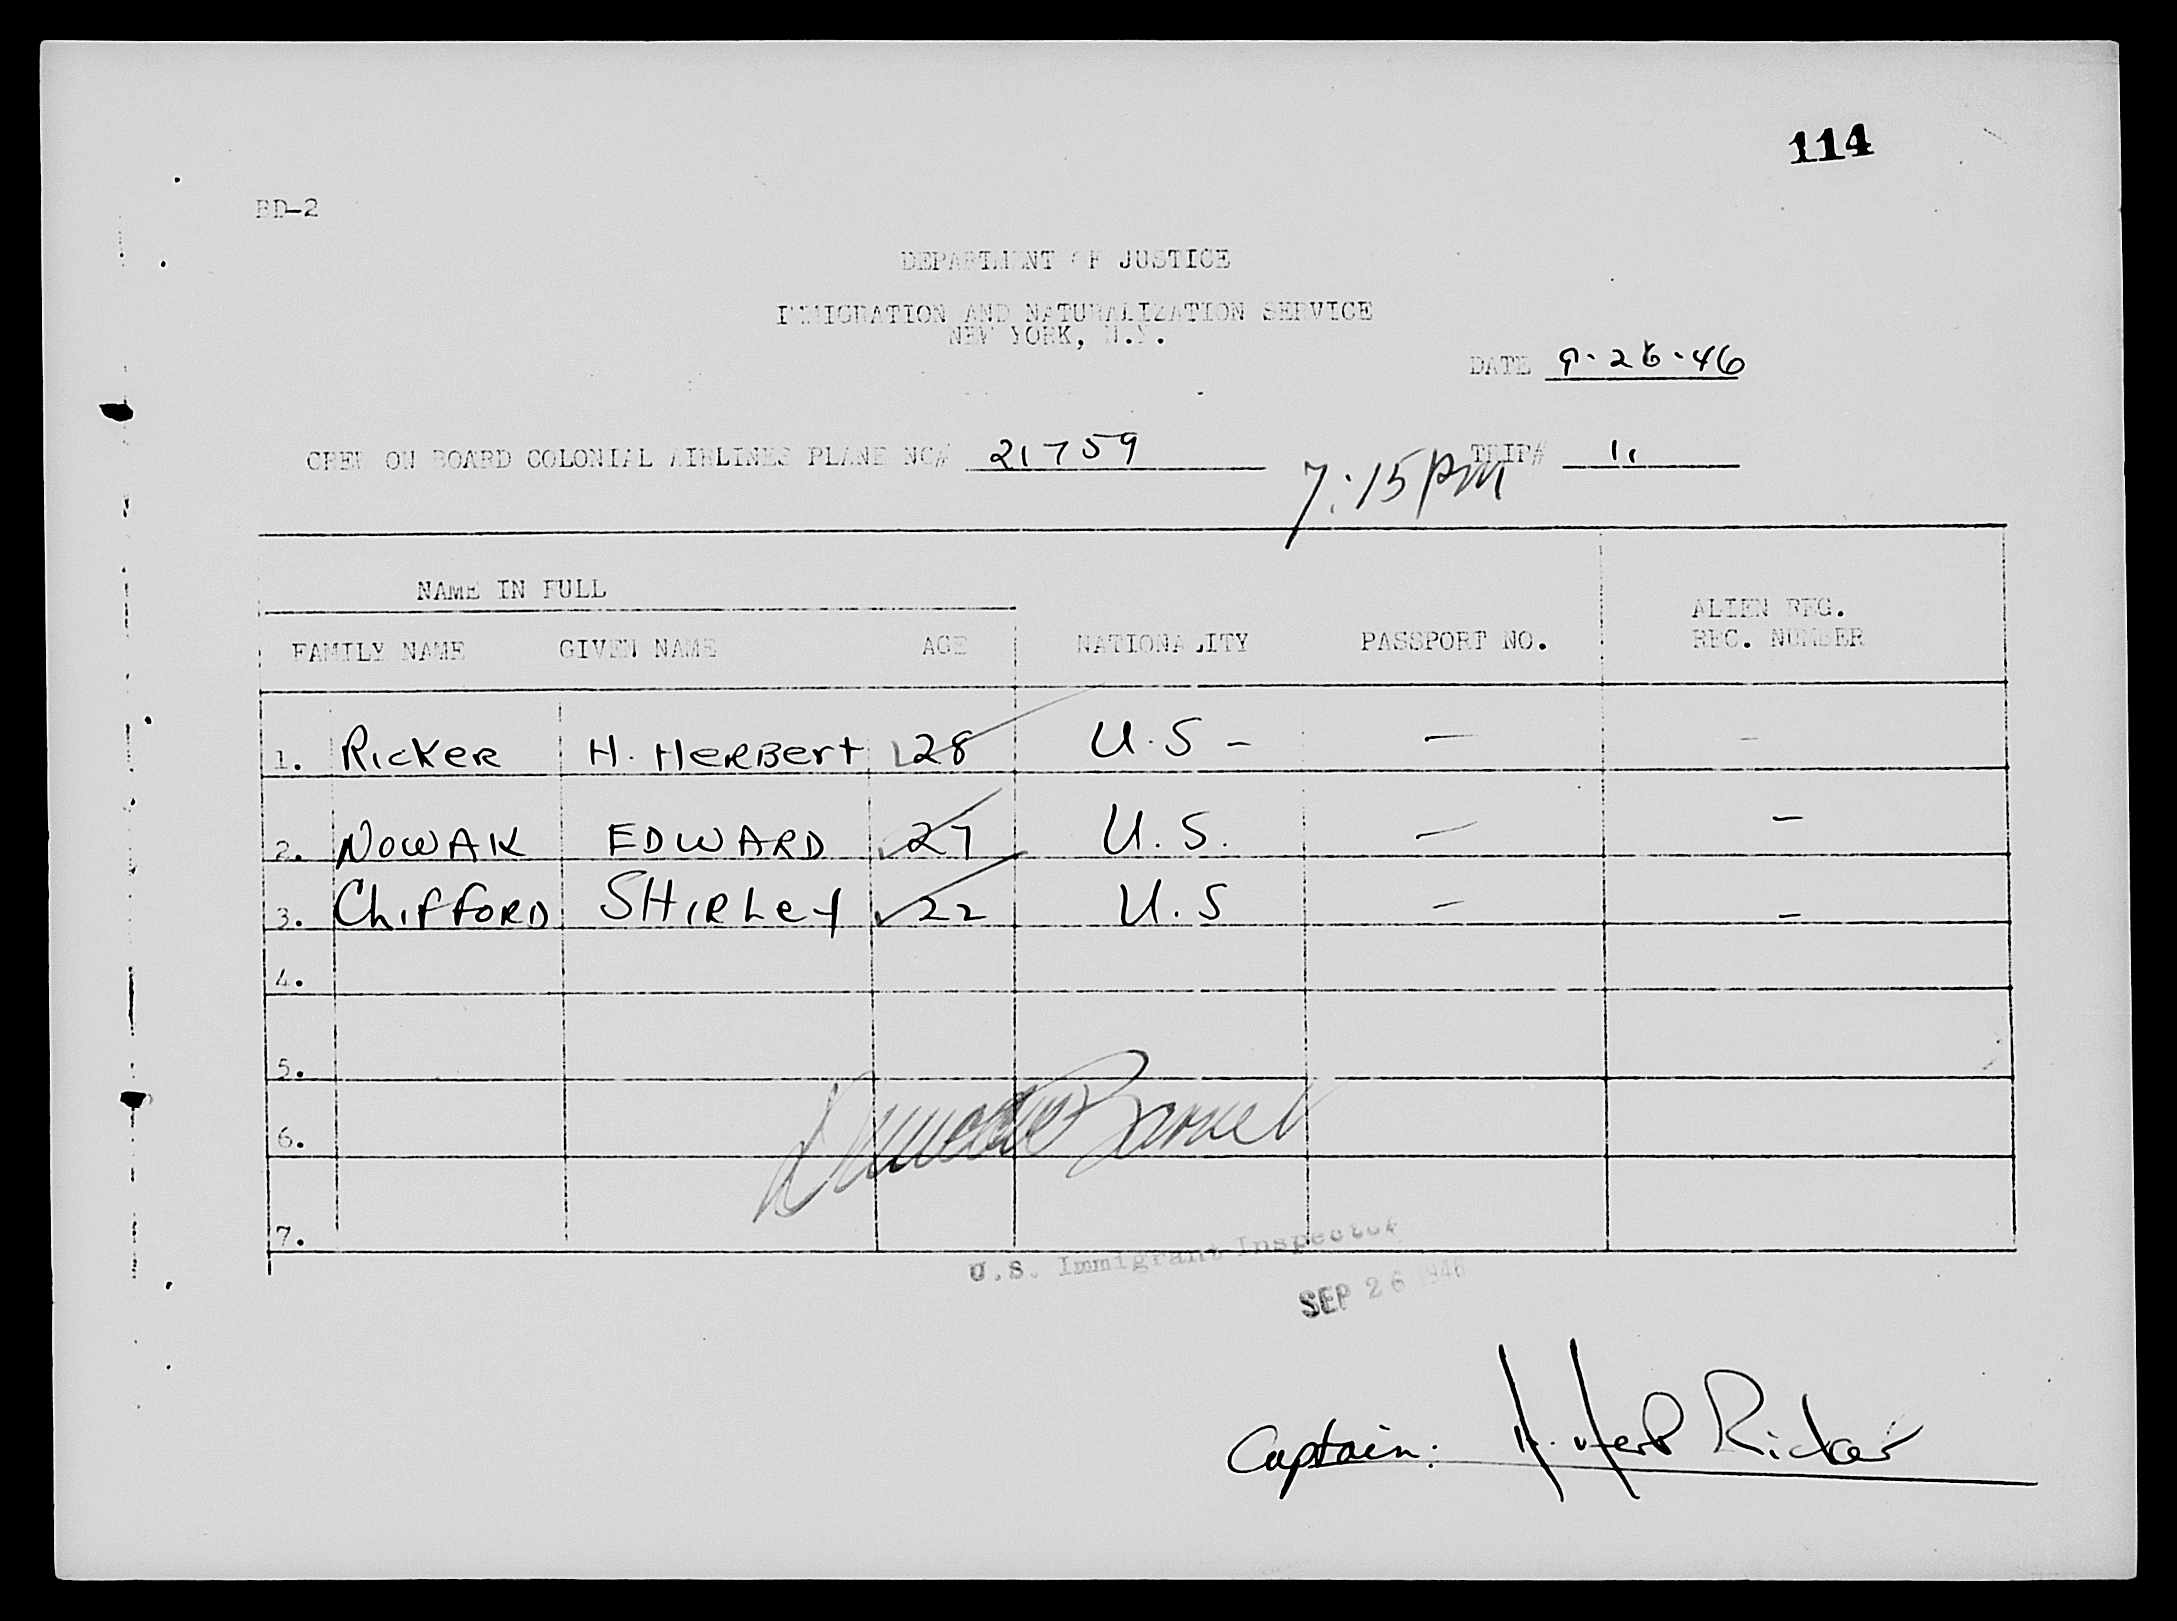 114
ED-2
DEPARTMENT OF JUSTICE
IMMIGRATION AND NATURALIZATION SERVICE
NEW YORK, N.Y.
DATE 9-26-46
CREW ON BOARD COLONIAL AIRLINES PLANE NC# 21759 TRIP# 11
7:15 PM
NAME IN FULL
ALIEN REG.
FAMILY NAME GIVEN NAME AGE NATIONALITY PASSPORT NO. REC. NUMBER
1. Ricker H. Herbert 28 U.S - — -
2. NOWAK EDWARD 27 U.S. — -
3. Clifford Shirley 22 U.S — -
4.
5.
6.
7.
U.S. Immigrant Inspector
SEP 26 1946
Captain: H. Herb Ricker